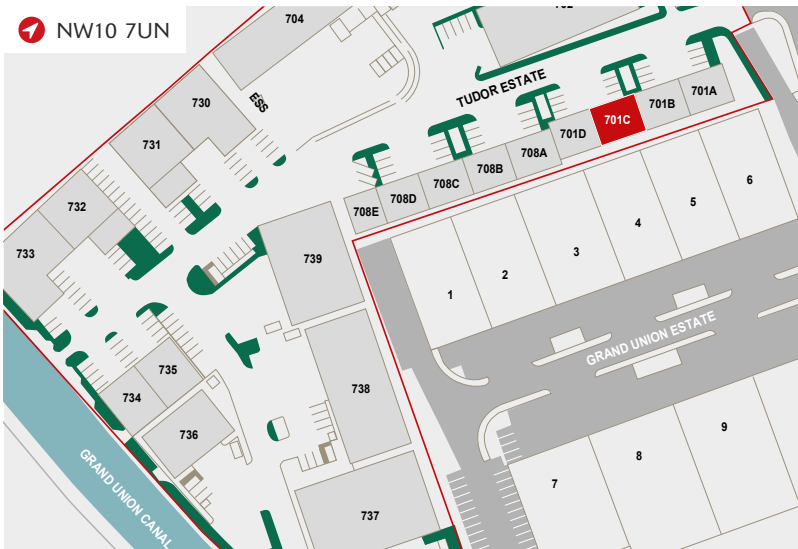 NW10 7UN
704
730
ESS
731
TUDOR ESTATE
701A
701B
701C
701D
708A
708B
708C
708D
708E
732
733
739
1
2
3
4
5
6
GRAND UNION ESTATE
738
735
734
736
737
7
8
9
GRAND UNION CANAL